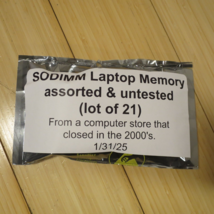 SODIMM Laptop Memory
assorted & untested
(lot of 21)
From a computer store that
closed in the 2000's.
1/31/25